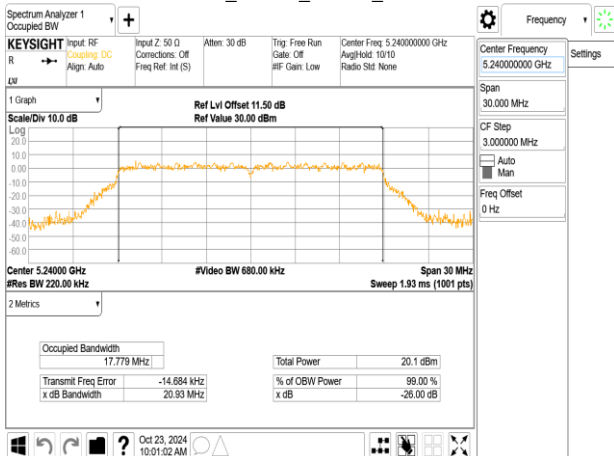 Spectrum Analyzer 1
Occupied BW
KEYSIGHT
R
LXI
Input: RF
Coupling: DC
Align: Auto
Input Z: 50 Ω
Corrections: Off
Freq Ref: Int (S)
Atten: 30 dB
Trig: Free Run
Gate: Off
#IF Gain: Low
Center Freq: 5.240000000 GHz
Avg|Hold: 10/10
Radio Std: None
1 Graph
Scale/Div 10.0 dB
Ref Lvl Offset 11.50 dB
Ref Value 30.00 dBm
Log
20.0
10.0
0.00
-10.0
-20.0
-30.0
-40.0
-50.0
-60.0
Center 5.24000 GHz
#Res BW 220.00 kHz
#Video BW 680.00 kHz
Span 30 MHz
Sweep 1.93 ms (1001 pts)
2 Metrics
Occupied Bandwidth
17.779 MHz
Total Power 20.1 dBm
Transmit Freq Error -14.684 kHz
% of OBW Power 99.00 %
x dB Bandwidth 20.93 MHz
x dB -26.00 dB
?
Oct 23, 2024
10:01:02 AM
Frequency
Center Frequency
5.240000000 GHz
Settings
Span
30.000 MHz
CF Step
3.000000 MHz
Auto
Man
Freq Offset
0 Hz